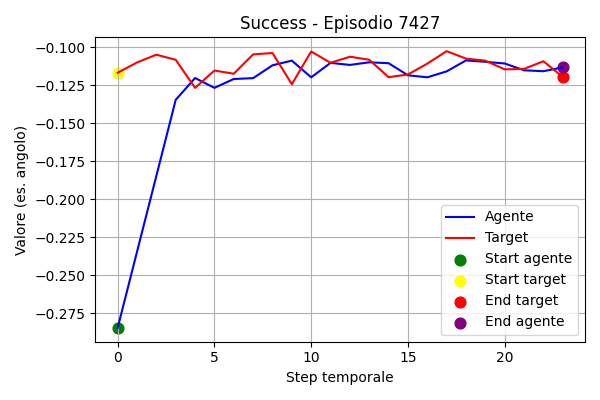 Success - Episodio 7427
Valore (es. angolo)
−0.100
−0.125
−0.150
−0.175
−0.200
−0.225
−0.250
−0.275
Agente
Target
Start agente
Start target
End target
End agente
0 5 10 15 20
Step temporale